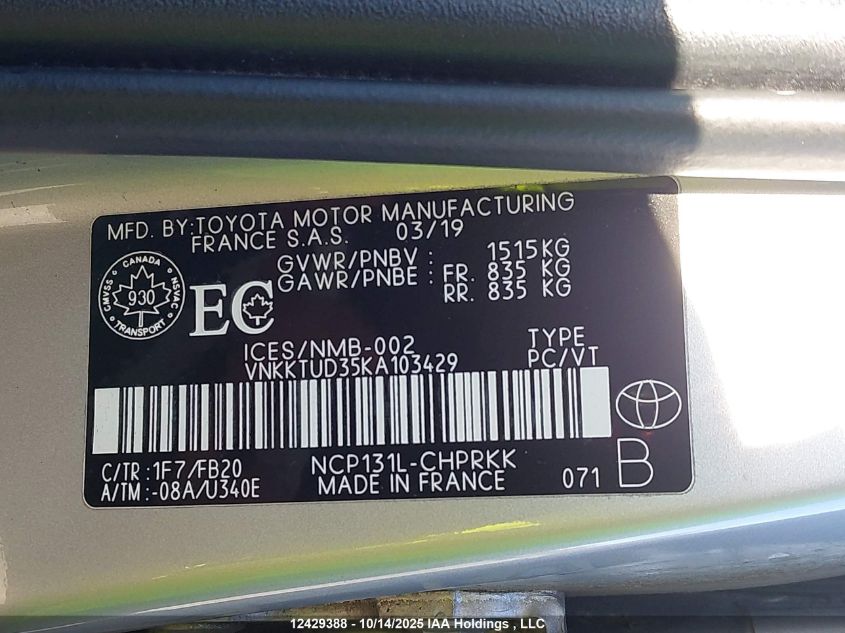 MFD. BY:TOYOTA MOTOR MANUFACTURING
FRANCE S.A.S. 03/19
GVWR/PNBV : 1515KG
GAWR/PNBE : FR. 835 KG
RR. 835 KG
CANADA
CMVSS 930 NSVAC
TRANSPORT
EC
ICES/NMB-002
VNKKTUD35KA103429
TYPE
PC/VT
C/TR: 1F7/FB20
A/TM: -08A/U340E
NCP131L-CHPRKK
MADE IN FRANCE
071 B
12429388 - 10/14/2025 IAA Holdings, LLC